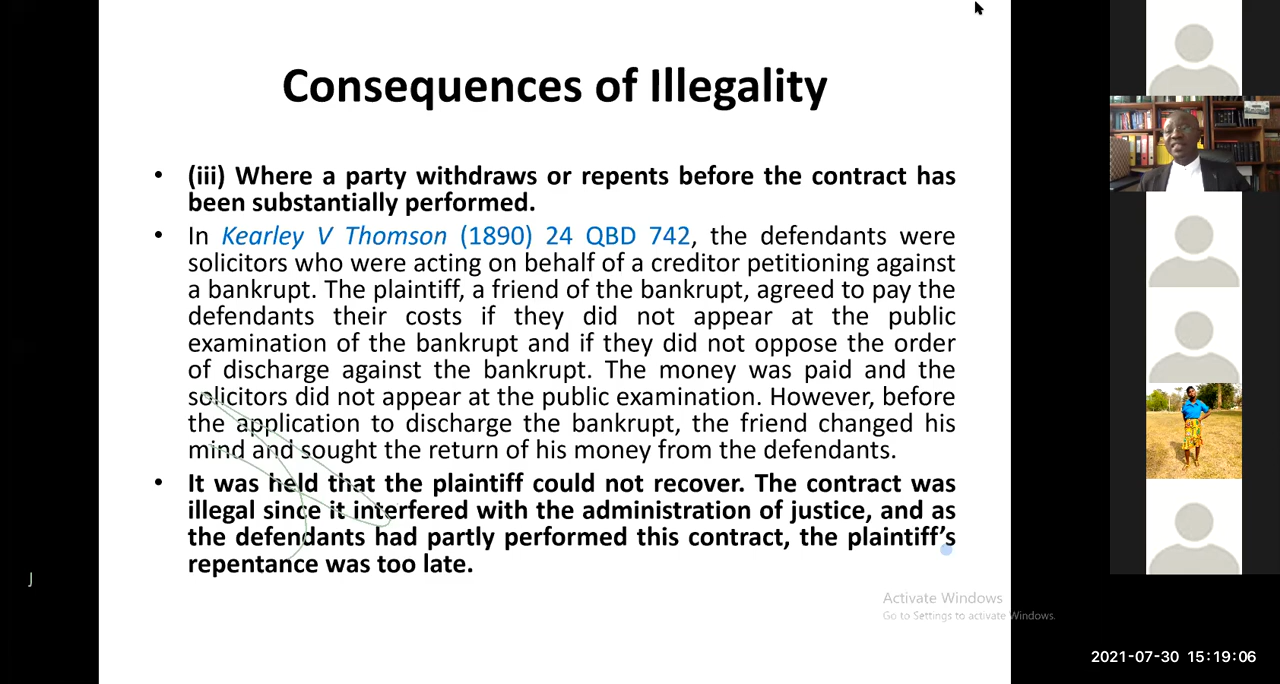 Consequences of Illegality
• (iii) Where a party withdraws or repents before the contract has
been substantially performed.
• In Kearley V Thomson (1890) 24 QBD 742, the defendants were
solicitors who were acting on behalf of a creditor petitioning against
a bankrupt. The plaintiff, a friend of the bankrupt, agreed to pay the
defendants their costs if they did not appear at the public
examination of the bankrupt and if they did not oppose the order
of discharge against the bankrupt. The money was paid and the
solicitors did not appear at the public examination. However, before
the application to discharge the bankrupt, the friend changed his
mind and sought the return of his money from the defendants.
• It was held that the plaintiff could not recover. The contract was
illegal since it interfered with the administration of justice, and as
the defendants had partly performed this contract, the plaintiff’s
repentance was too late.
J
Activate Windows
Go to Settings to activate Windows.
2021-07-30 15:19:06